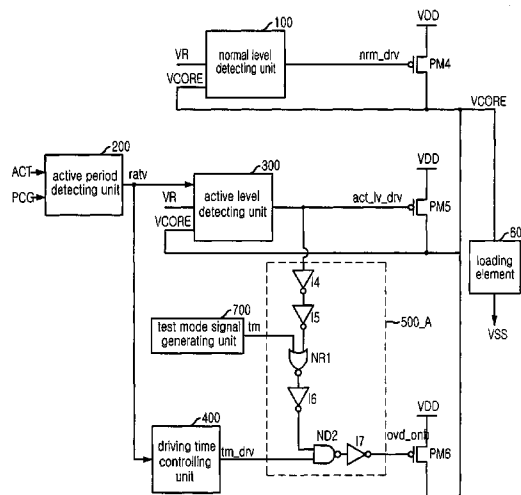 100
VDD
VR
VCORE
normal level
detecting unit
nrm_drv
PM4
VCORE
200
ACT
PCG
active period
detecting unit
ratv
300
VR
VCORE
active level
detecting unit
act_lv_drv
VDD
PM5
60
loading
element
VSS
I4
I5
500_A
700
test mode signal
generating unit
tm
NR1
I6
400
driving time
controlling
unit
tm_drv
ND2
I7
ovd_onb
VDD
PM6